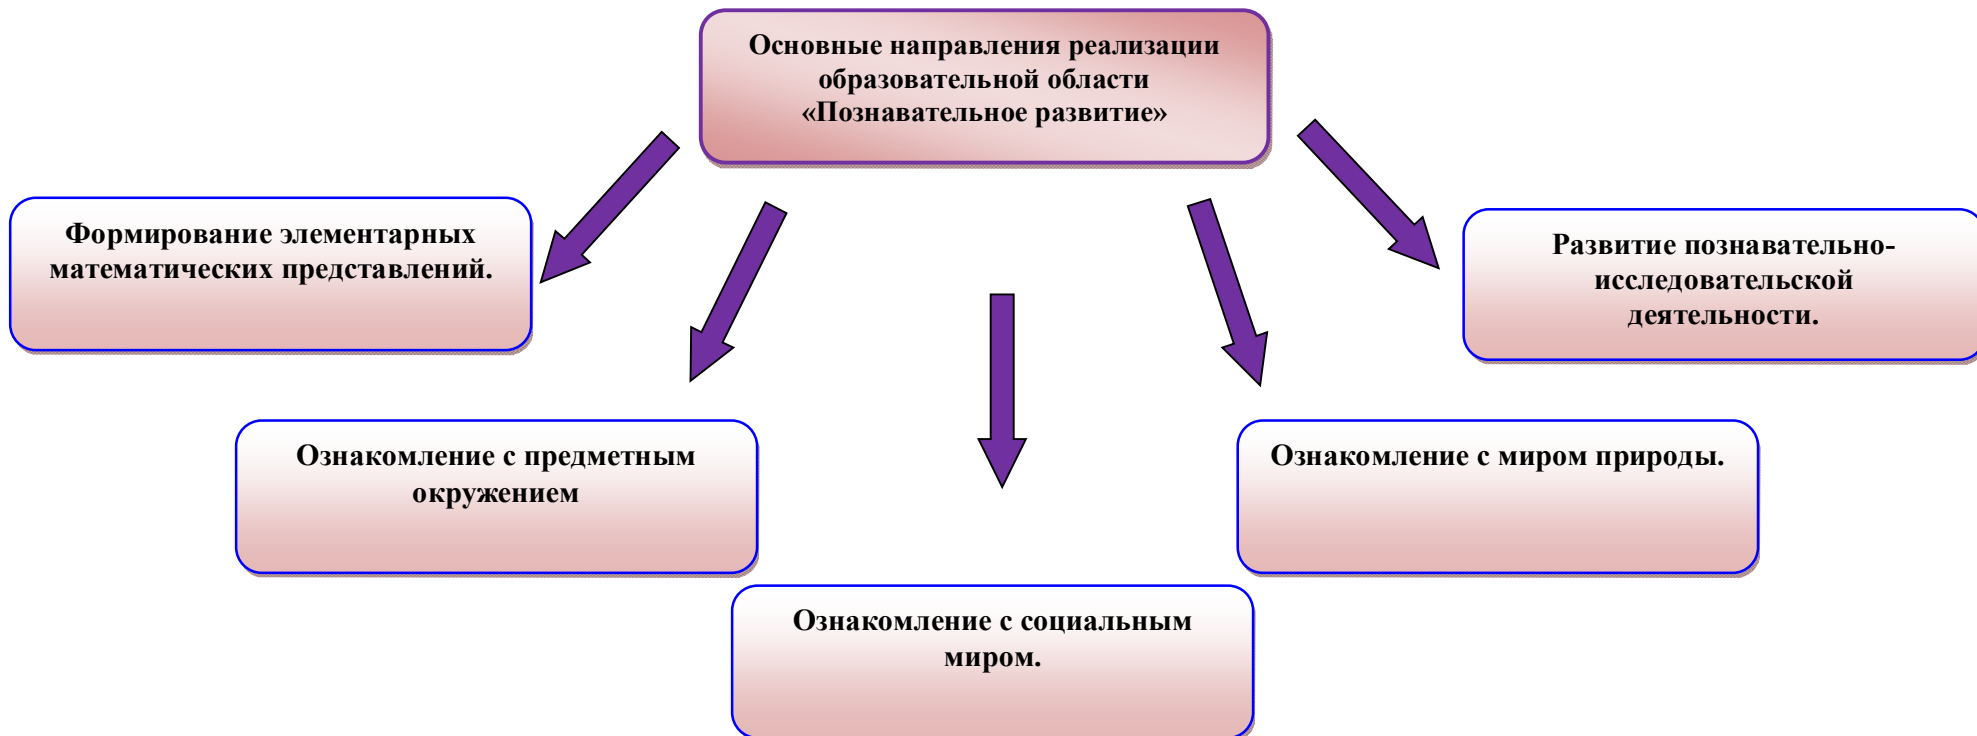 Основные направления реализации
образовательной области
«Познавательное развитие»
Формирование элементарных
математических представлений.
Развитие познавательно-
исследовательской
деятельности.
Ознакомление с предметным
окружением
Ознакомление с миром природы.
Ознакомление с социальным
миром.